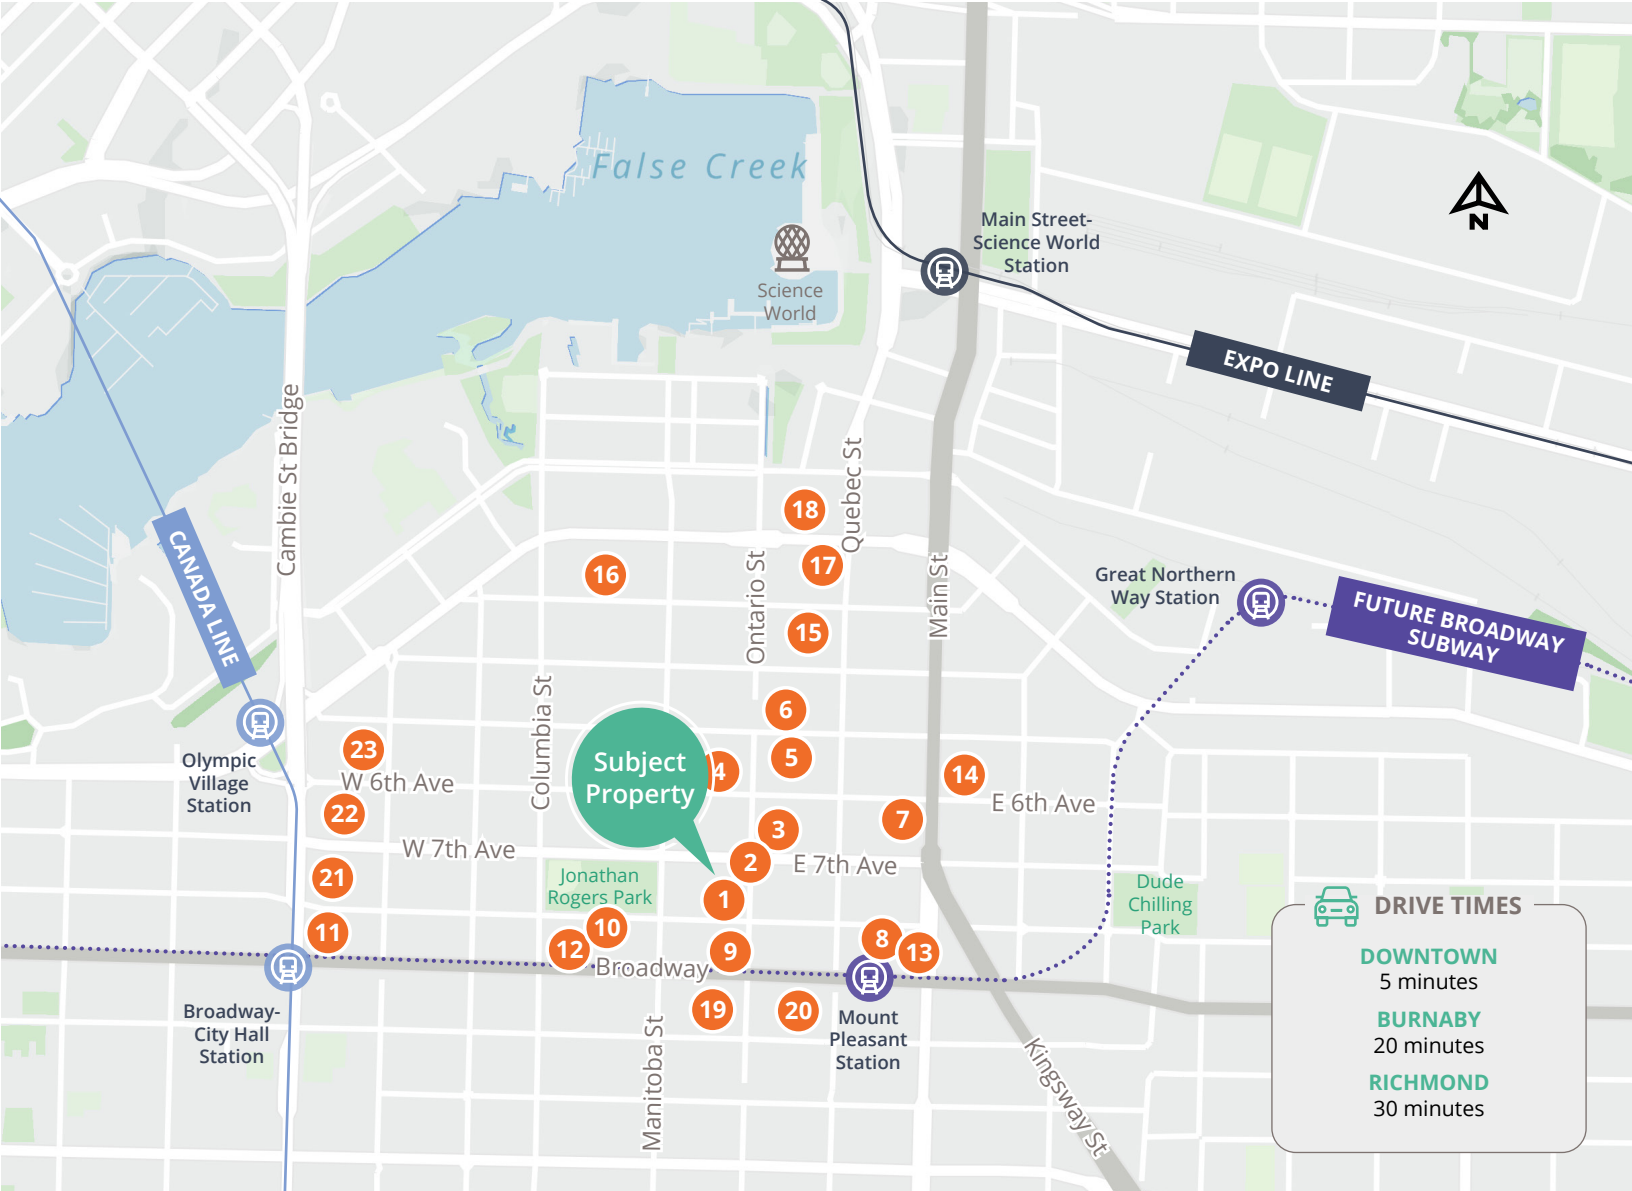 False Creek
Main Street-
Science World
Station
N
Science
World
EXPO LINE
Cambie St Bridge
Quebec St
CANADA LINE
18
17
16
Ontario St
Main St
15
Great Northern
Way Station
FUTURE BROADWAY
SUBWAY
Columbia St
6
Olympic
Village
Station
23
W 6th Ave
Subject
Property
4
5
14
E 6th Ave
22
3
7
W 7th Ave
2
E 7th Ave
21
Jonathan
Rogers Park
1
Dude
Chilling
Park
11
10
12
Broadway
9
8
13
19
20
Broadway-
City Hall
Station
Mount
Pleasant
Station
Manitoba St
Kingsway St
DRIVE TIMES
DOWNTOWN
5 minutes
BURNABY
20 minutes
RICHMOND
30 minutes